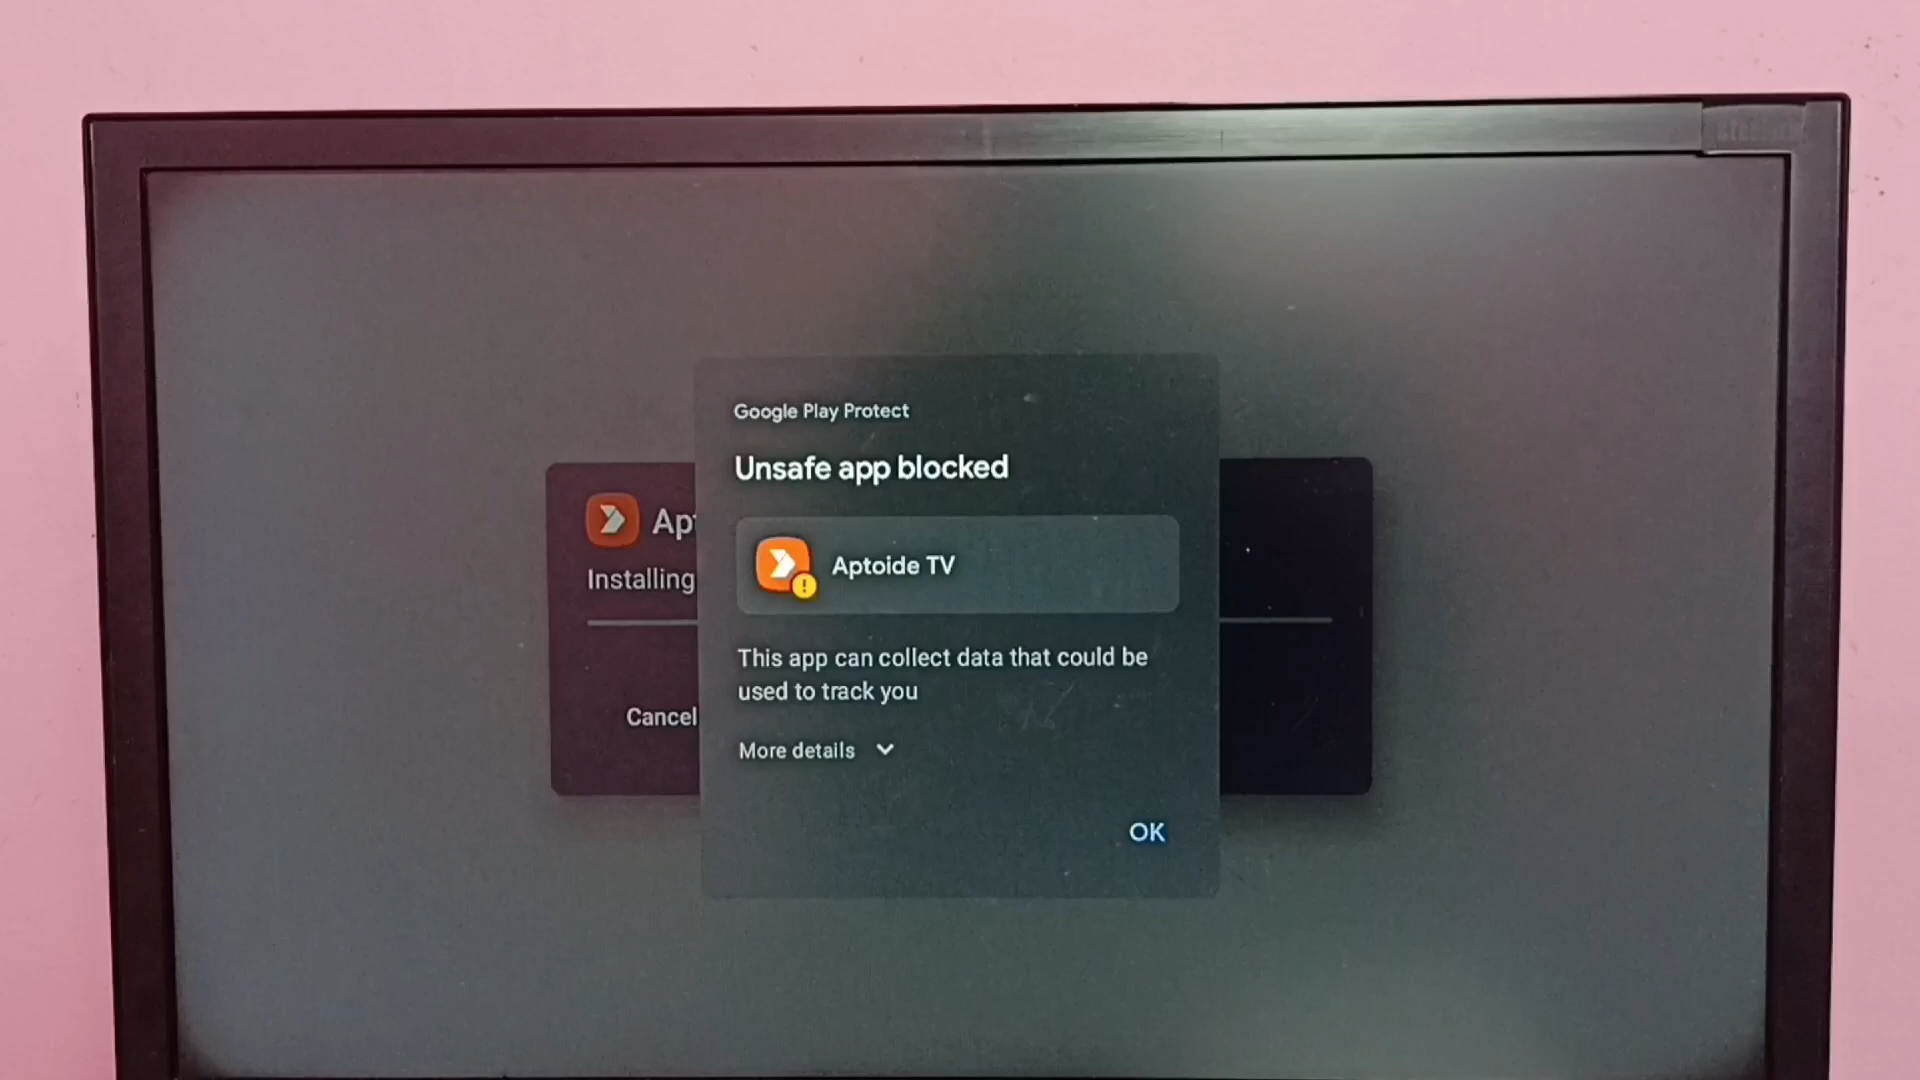 Google Play Protect
Unsafe app blocked
Ap
Aptoide TV
Installing
This app can collect data that could be
used to track you
Cancel
More details
OK